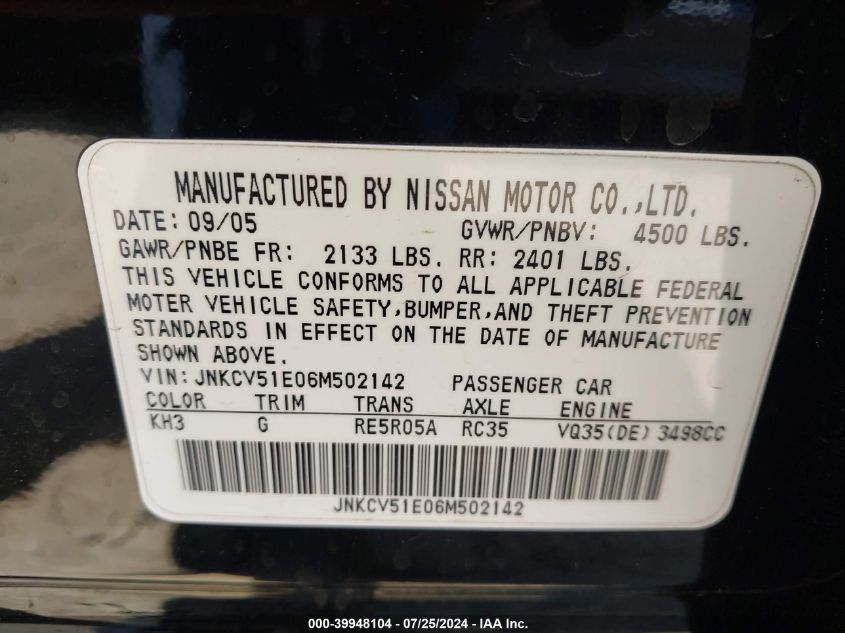 MANUFACTURED BY NISSAN MOTOR CO.,LTD.
DATE: 09/05 GVWR/PNBV: 4500 LBS.
GAWR/PNBE FR: 2133 LBS. RR: 2401 LBS.
THIS VEHICLE CONFORMS TO ALL APPLICABLE FEDERAL
MOTER VEHICLE SAFETY,BUMPER,AND THEFT PREVENTION
STANDARDS IN EFFECT ON THE DATE OF MANUFACTURE
SHOWN ABOVE.
VIN:JNKCV51E06M502142 PASSENGER CAR
COLOR TRIM TRANS AXLE ENGINE
KH3 G RE5R05A RC35 VQ35(DE) 3498CC
JNKCV51E06M502142
000-39948104 / 07/25/2024 - IAA Inc.